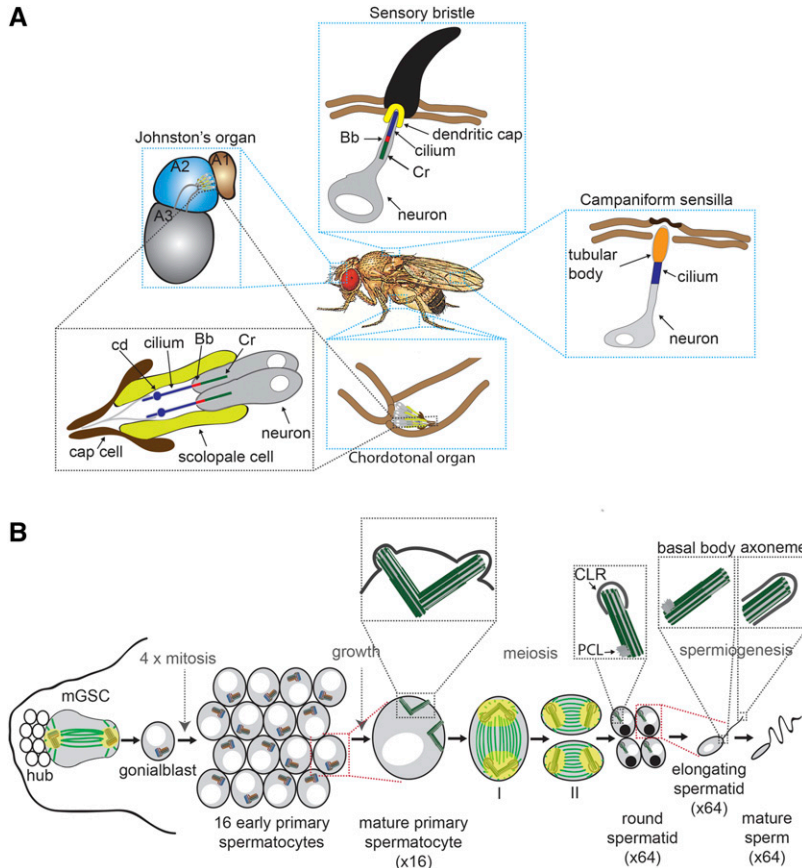 A
Sensory bristle
dendritic cap
cilium
Bb
Cr
neuron
Johnston's organ
A1
A2
A3
Campaniform sensilla
tubular
body
cilium
neuron
cd
cilium
Bb
Cr
neuron
cap cell
scolopale cell
Chordotonal organ
B
basal body
axoneme
CLR
PCL
4 x mitosis
growth
meiosis
spermiogenesis
mGSC
hub
gonialblast
16 early primary
spermatocytes
mature primary
spermatocyte
(x16)
I
II
round
spermatid
(x64)
elongating
spermatid
(x64)
mature
sperm
(x64)